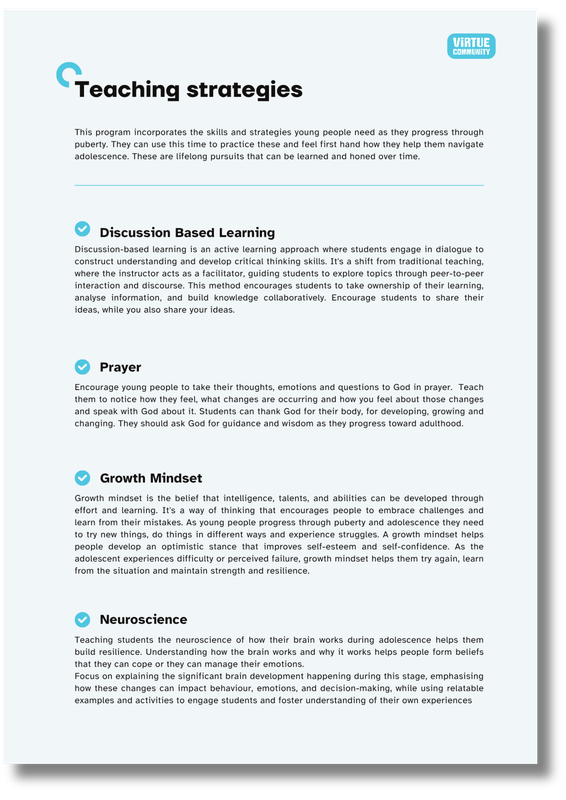 ViRTUE
COMMUNiTY
Teaching strategies
This program incorporates the skills and strategies young people need as they progress through
puberty. They can use this time to practice these and feel first hand how they help them navigate
adolescence. These are lifelong pursuits that can be learned and honed over time.
Discussion Based Learning
Discussion-based learning is an active learning approach where students engage in dialogue to
construct understanding and develop critical thinking skills. It's a shift from traditional teaching,
where the instructor acts as a facilitator, guiding students to explore topics through peer-to-peer
interaction and discourse. This method encourages students to take ownership of their learning,
analyse information, and build knowledge collaboratively. Encourage students to share their
ideas, while you also share your ideas.
Prayer
Encourage young people to take their thoughts, emotions and questions to God in prayer.  Teach
them to notice how they feel, what changes are occurring and how you feel about those changes
and speak with God about it. Students can thank God for their body, for developing, growing and
changing. They should ask God for guidance and wisdom as they progress toward adulthood.
Growth Mindset
Growth mindset is the belief that intelligence, talents, and abilities can be developed through
effort and learning. It's a way of thinking that encourages people to embrace challenges and
learn from their mistakes. As young people progress through puberty and adolescence they need
to try new things, do things in different ways and experience struggles. A growth mindset helps
people develop an optimistic stance that improves self-esteem and self-confidence. As the
adolescent experiences difficulty or perceived failure, growth mindset helps them try again, learn
from the situation and maintain strength and resilience.
Neuroscience
Teaching students the neuroscience of how their brain works during adolescence helps them
build resilience. Understanding how the brain works and why it works helps people form beliefs
that they can cope or they can manage their emotions.
Focus on explaining the significant brain development happening during this stage, emphasising
how these changes can impact behaviour, emotions, and decision-making, while using relatable
examples and activities to engage students and foster understanding of their own experiences